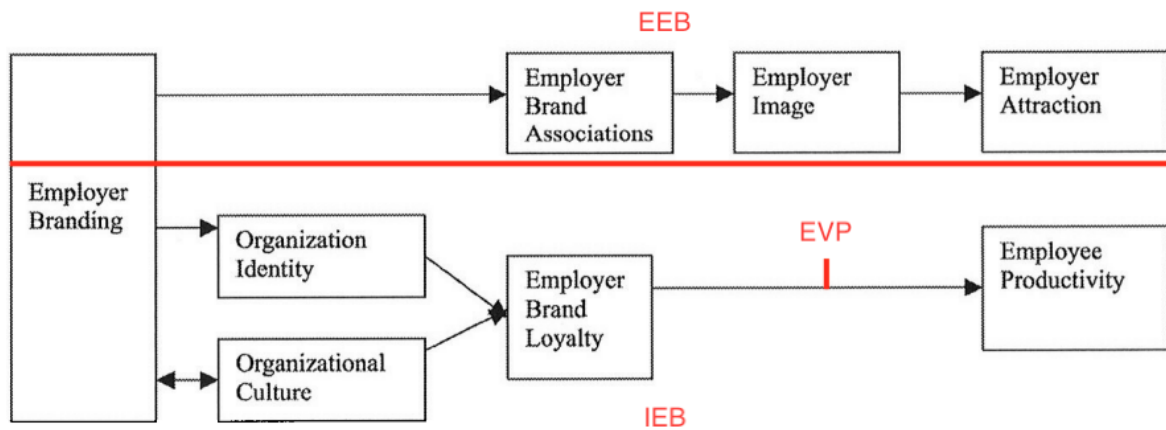 EEB
Employer
Brand
Associations
Employer
Image
Employer
Attraction
Employer
Branding
Organization
Identity
Organizational
Culture
Employer
Brand
Loyalty
EVP
Employee
Productivity
IEB